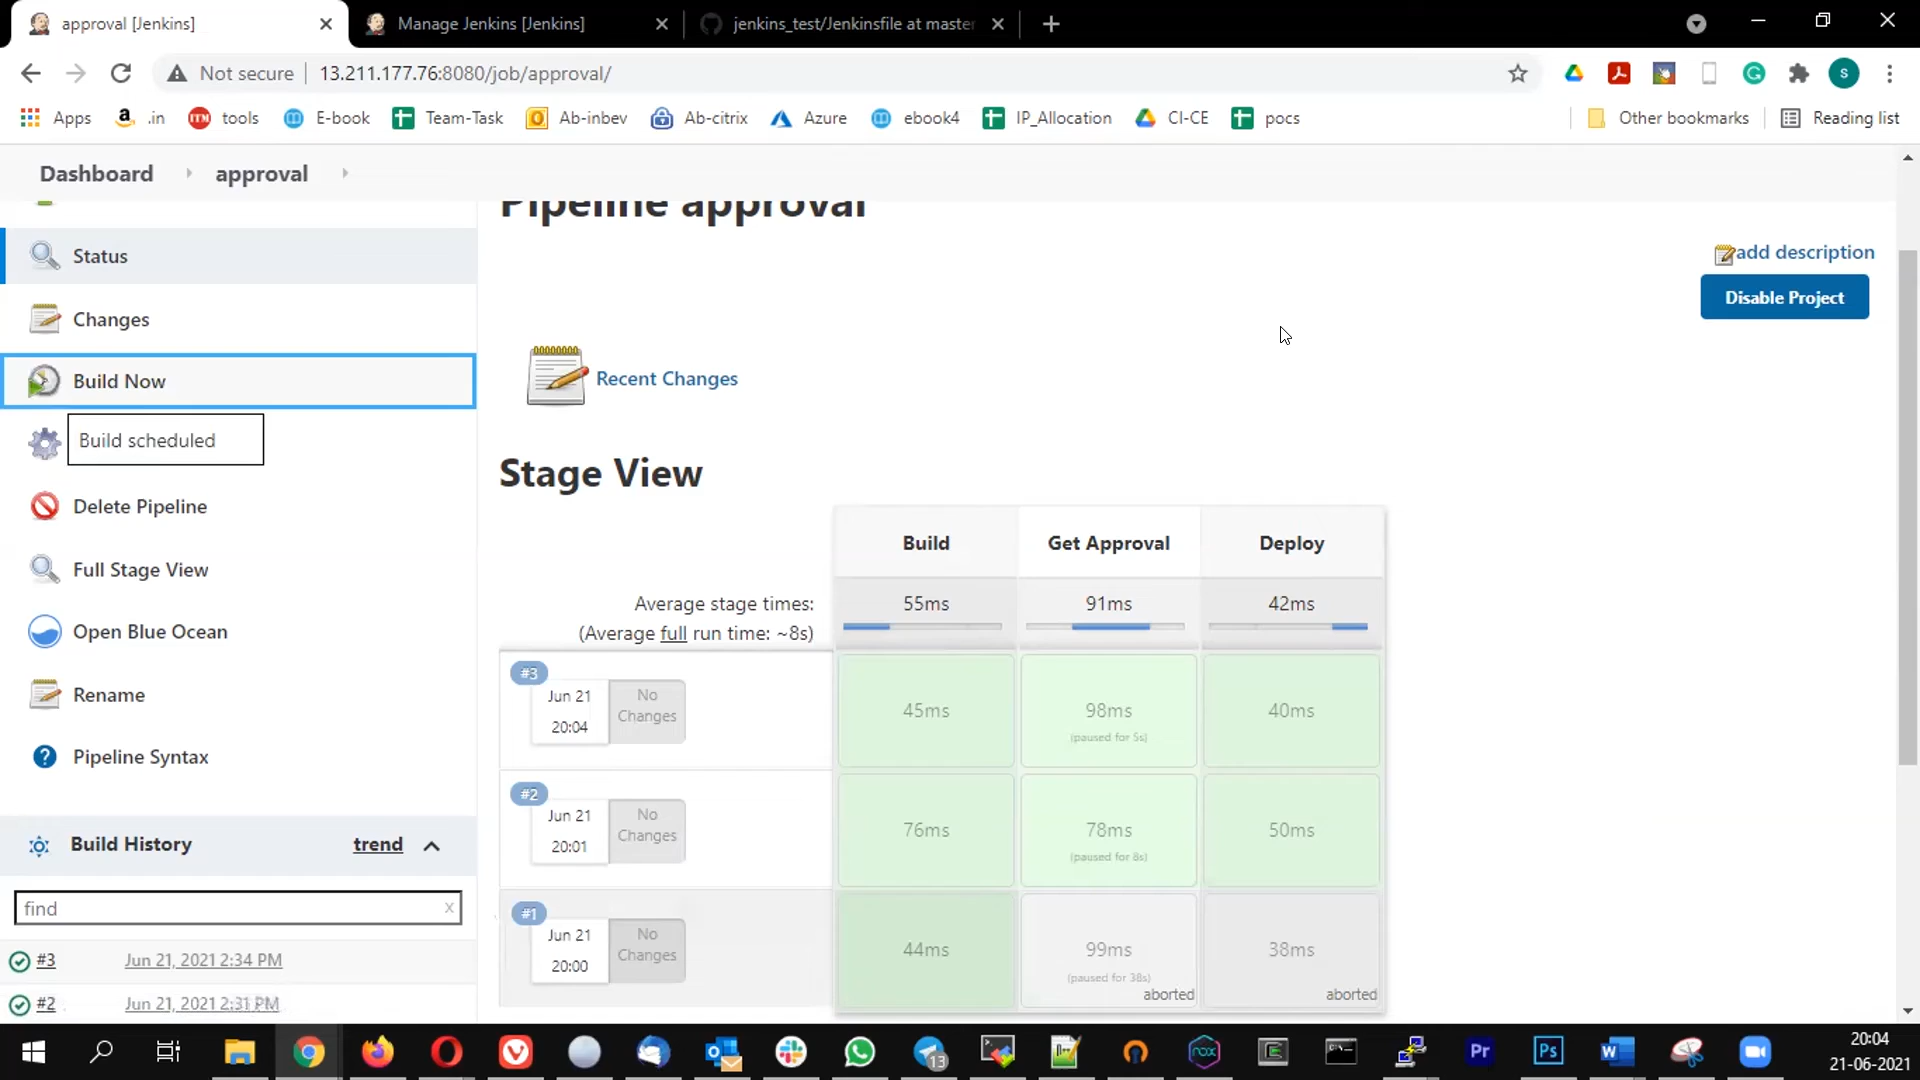 approval [Jenkins]
Manage Jenkins [Jenkins]
jenkins_test/Jenkinsfile at master
Not secure
13.211.177.76:8080/job/approval/
S
Apps
.in
tools
E-book
Team-Task
Ab-inbev
Ab-citrix
Azure
ebook4
IP_Allocation
CI-CE
pocs
Other bookmarks
Reading list
Dashboard
approval
Pipeline approval
Status
Changes
Build Now
Build scheduled
Delete Pipeline
Full Stage View
Open Blue Ocean
Rename
Pipeline Syntax
Build History
trend
find
x
#3
Jun 21, 2021 2:34 PM
#2
Jun 21, 2021 2:31 PM
add description
Disable Project
Recent Changes
Stage View
Build
Get Approval
Deploy
Average stage times:
(Average full run time: ~8s)
55ms
91ms
42ms
#3
Jun 21
20:04
No
Changes
45ms
98ms
(paused for 5s)
40ms
#2
Jun 21
20:01
No
Changes
76ms
78ms
(paused for 8s)
50ms
#1
Jun 21
20:00
No
Changes
44ms
99ms
(paused for 38s)
aborted
38ms
aborted
13
nox
Pr
Ps
W
20:04
21-06-2021